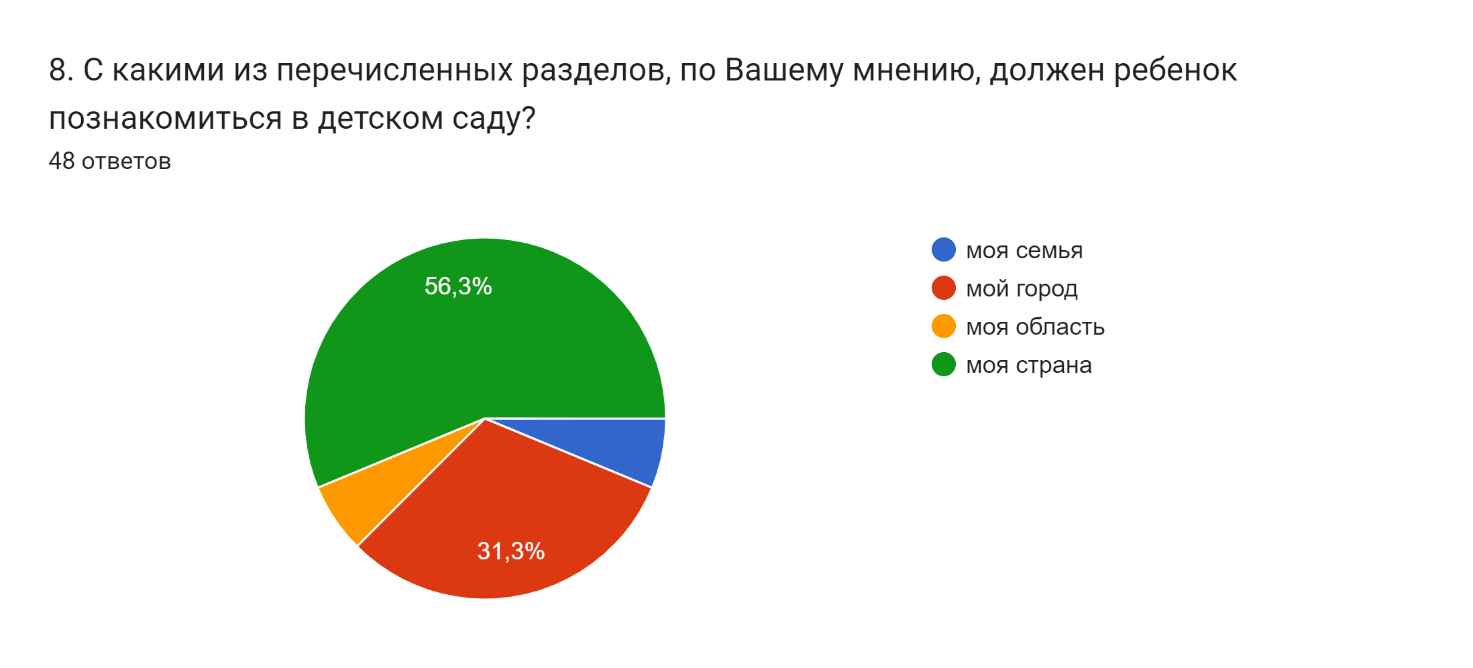 8. С какими из перечисленных разделов, по Вашему мнению, должен ребенок
познакомиться в детском саду?
48 ответов
56,3%
31,3%
моя семья
мой город
моя область
моя страна